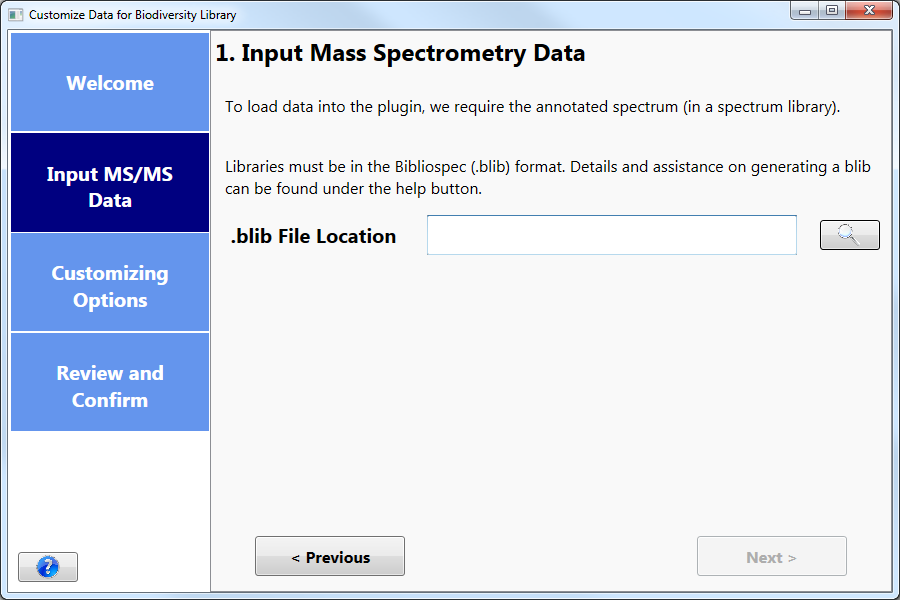 Customize Data for Biodiversity Library
Welcome
Input MS/MS
Data
Customizing
Options
Review and
Confirm
1. Input Mass Spectrometry Data
To load data into the plugin, we require the annotated spectrum (in a spectrum library).
Libraries must be in the Bibliospec (.blib) format. Details and assistance on generating a blib
can be found under the help button.
.blib File Location
< Previous
Next >
?